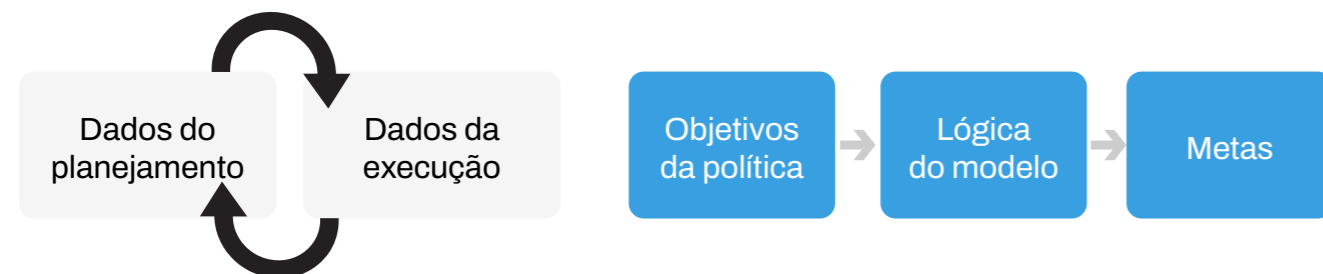 Dados do
planejamento
Dados da
execução
Objetivos
da política
Lógica
do modelo
Metas